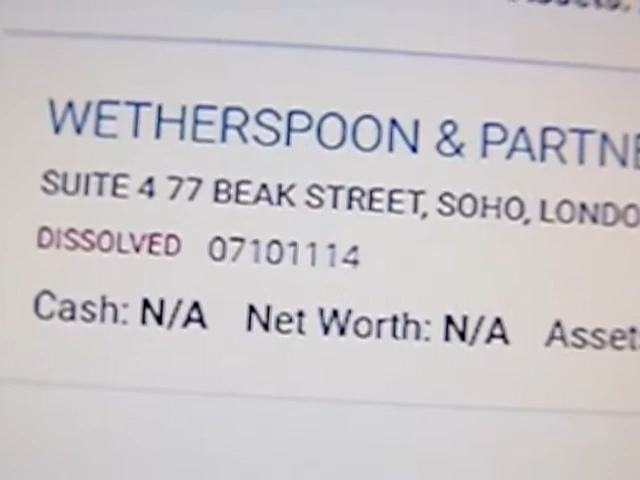 WETHERSPOON & PARTNE
SUITE 4 77 BEAK STREET, SOHO, LONDO
DISSOLVED 07101114
Cash: N/A Net Worth: N/A Asset